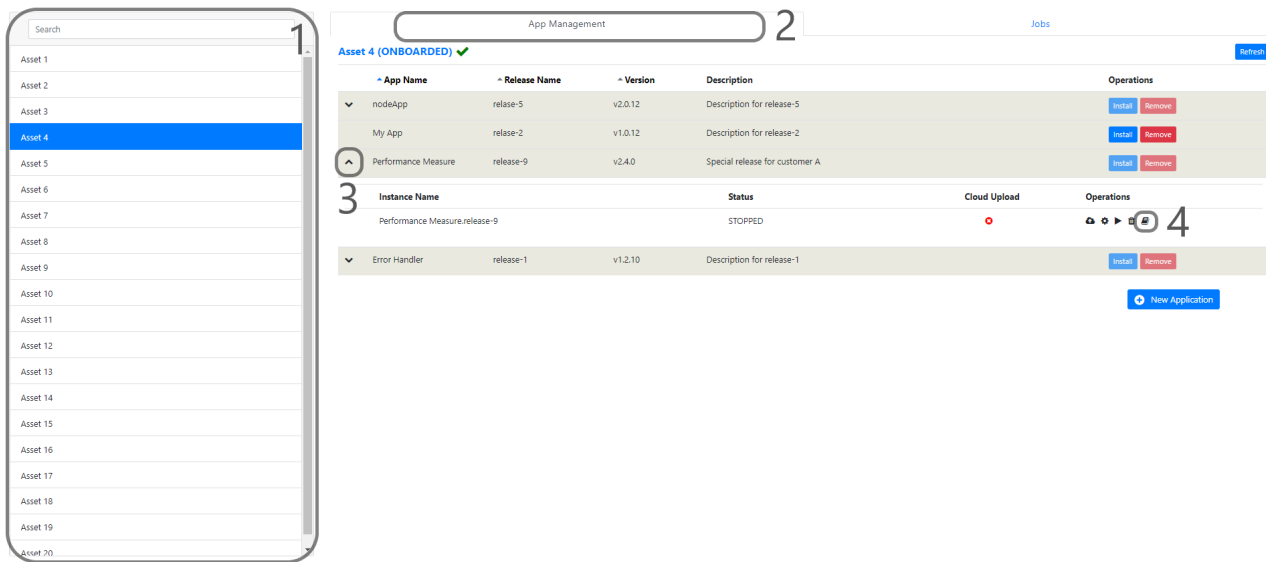 Search
1
Asset 1
Asset 2
Asset 3
Asset 4
Asset 5
Asset 6
Asset 7
Asset 8
Asset 9
Asset 10
Asset 11
Asset 12
Asset 13
Asset 14
Asset 15
Asset 16
Asset 17
Asset 18
Asset 19
Asset 20
App Management 2 Jobs
Asset 4 (ONBOARDED) Refresh
App Name Release Name Version Description Operations
nodeApp relase-5 v2.0.12 Description for release-5 Install Remove
My App relase-2 v1.0.12 Description for release-2 Install Remove
Performance Measure release-9 v2.4.0 Special release for customer A Install Remove
3
Instance Name Status Cloud Upload Operations
Performance Measure.release-9 STOPPED 4
Error Handler release-1 v1.2.10 Description for release-1 Install Remove
New Application